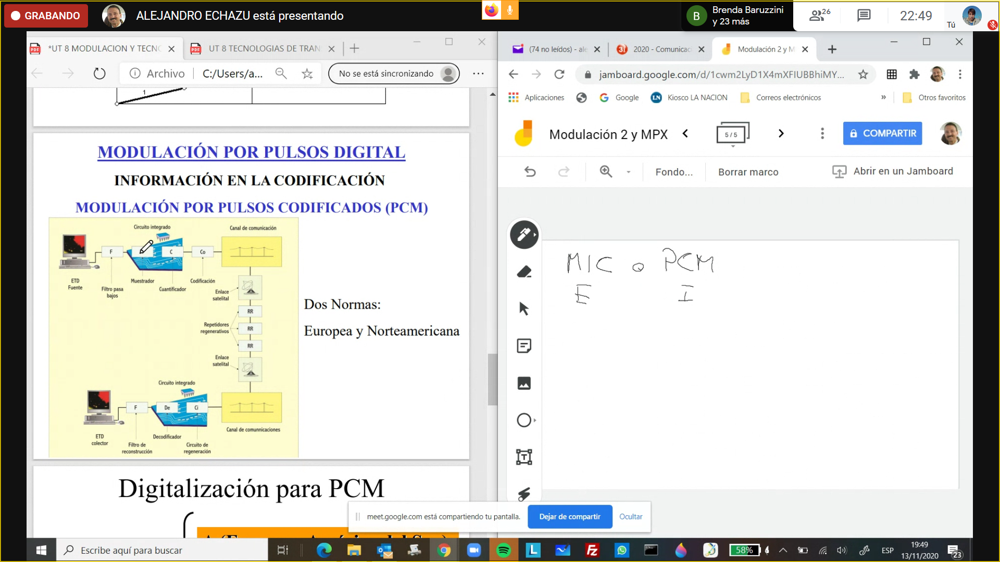 GRABANDO
ALEJANDRO ECHAZU está presentando
B
Brenda Baruzzini
y 23 más
26
22:49
Tú
*UT 8 MODULACION Y TECNO
UT 8 TECNOLOGIAS DE TRAN
Archivo
C:/Users/a...
No se está sincronizando
1
MODULACIÓN POR PULSOS DIGITAL
INFORMACIÓN EN LA CODIFICACIÓN
MODULACIÓN POR PULSOS CODIFICADOS (PCM)
Circuito integrado
Canal de comunicación
F
C
Co
ETD
Fuente
Filtro pasa
bajos
Muestrador
Cuantificador
Codificación
Enlace
satelital
RR
Repetidores
regenerativos
RR
RR
Enlace
satelital
Dos Normas:
Europea y Norteamericana
Circuito integrado
F
De
Ci
ETD
colector
Filtro de
reconstrucción
Decodificador
Circuito de
regeneración
Canal de comunnicaciones
Digitalización para PCM
(74 no leídos) - ale
31
2020 - Comunicac
Modulación 2 y M
jamboard.google.com/d/1cwm2LyD1X4mXFIUBBhiMY...
Aplicaciones
Google
LN
Kiosco LA NACION
Correos electrónicos
»
Otros favoritos
Modulación 2 y MPX
5 / 5
COMPARTIR
Fondo...
Borrar marco
Abrir en un Jamboard
MIC o PCM
E I
meet.google.com está compartiendo tu pantalla.
Dejar de compartir
Ocultar
Escribe aquí para buscar
58%
ESP
19:49
13/11/2020
23